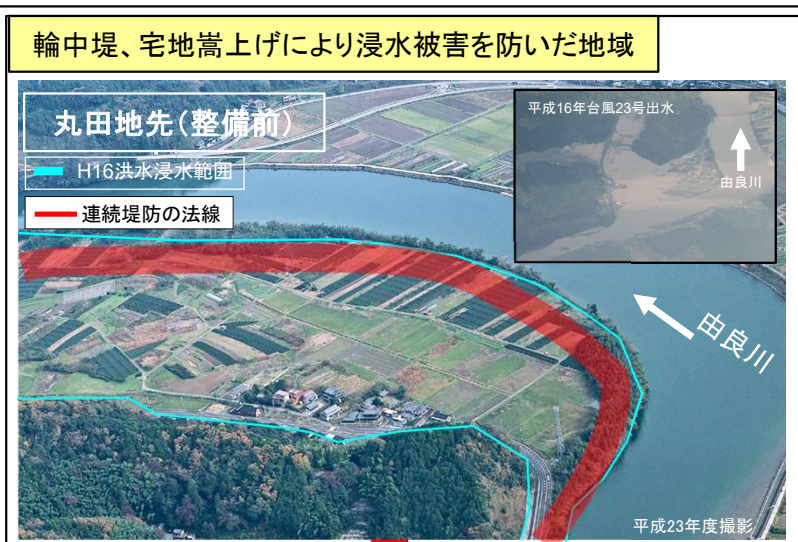 輪中堤、宅地嵩上げにより浸水被害を防いだ地域
丸田地先(整備前)
H16洪水浸水範囲
連続堤防の法線
平成16年台風23号出水
由良川
由良川
平成23年度撮影